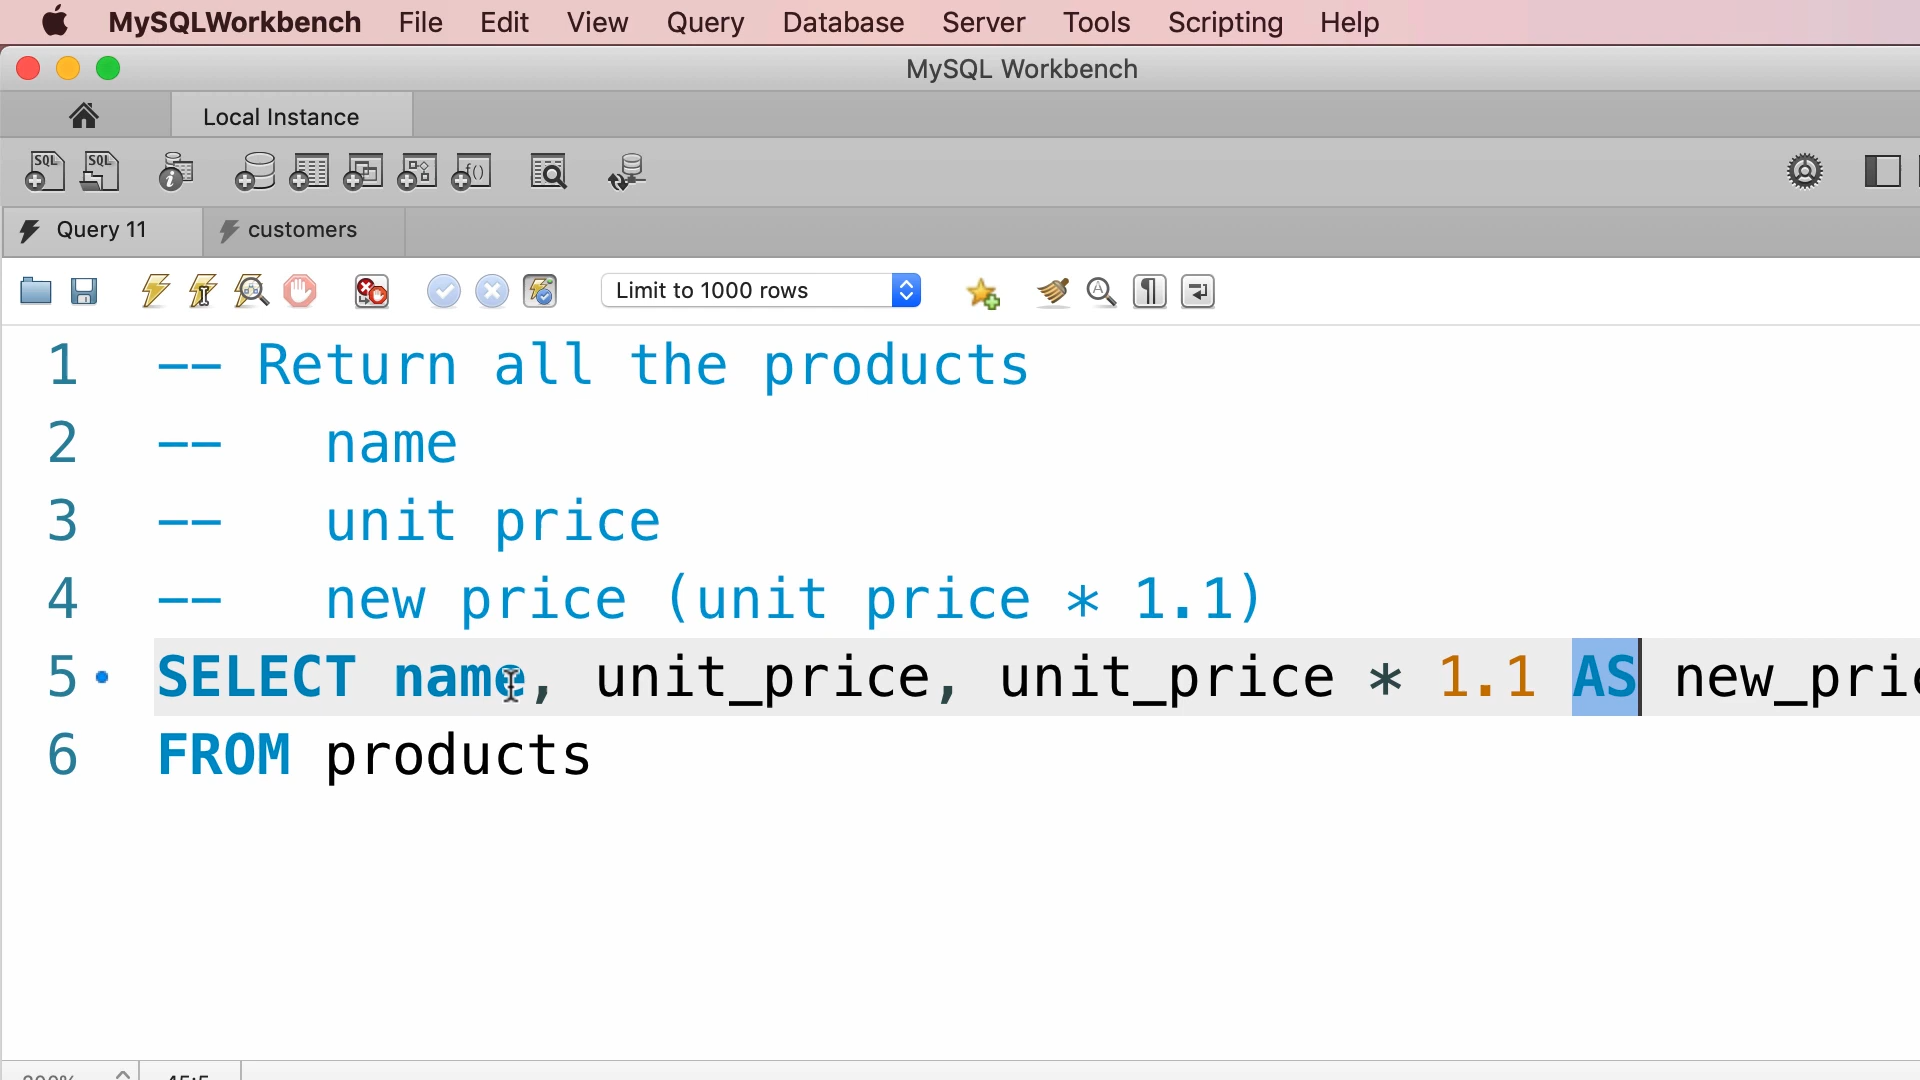 MySQLWorkbench File Edit View Query Database Server Tools Scripting Help
MySQL Workbench
Local Instance
SQL SQL
Query 11 customers
Limit to 1000 rows
1 -- Return all the products
2 -- name
3 -- unit price
4 -- new price (unit price * 1.1)
5 SELECT name, unit_price, unit_price * 1.1 AS
6 FROM products